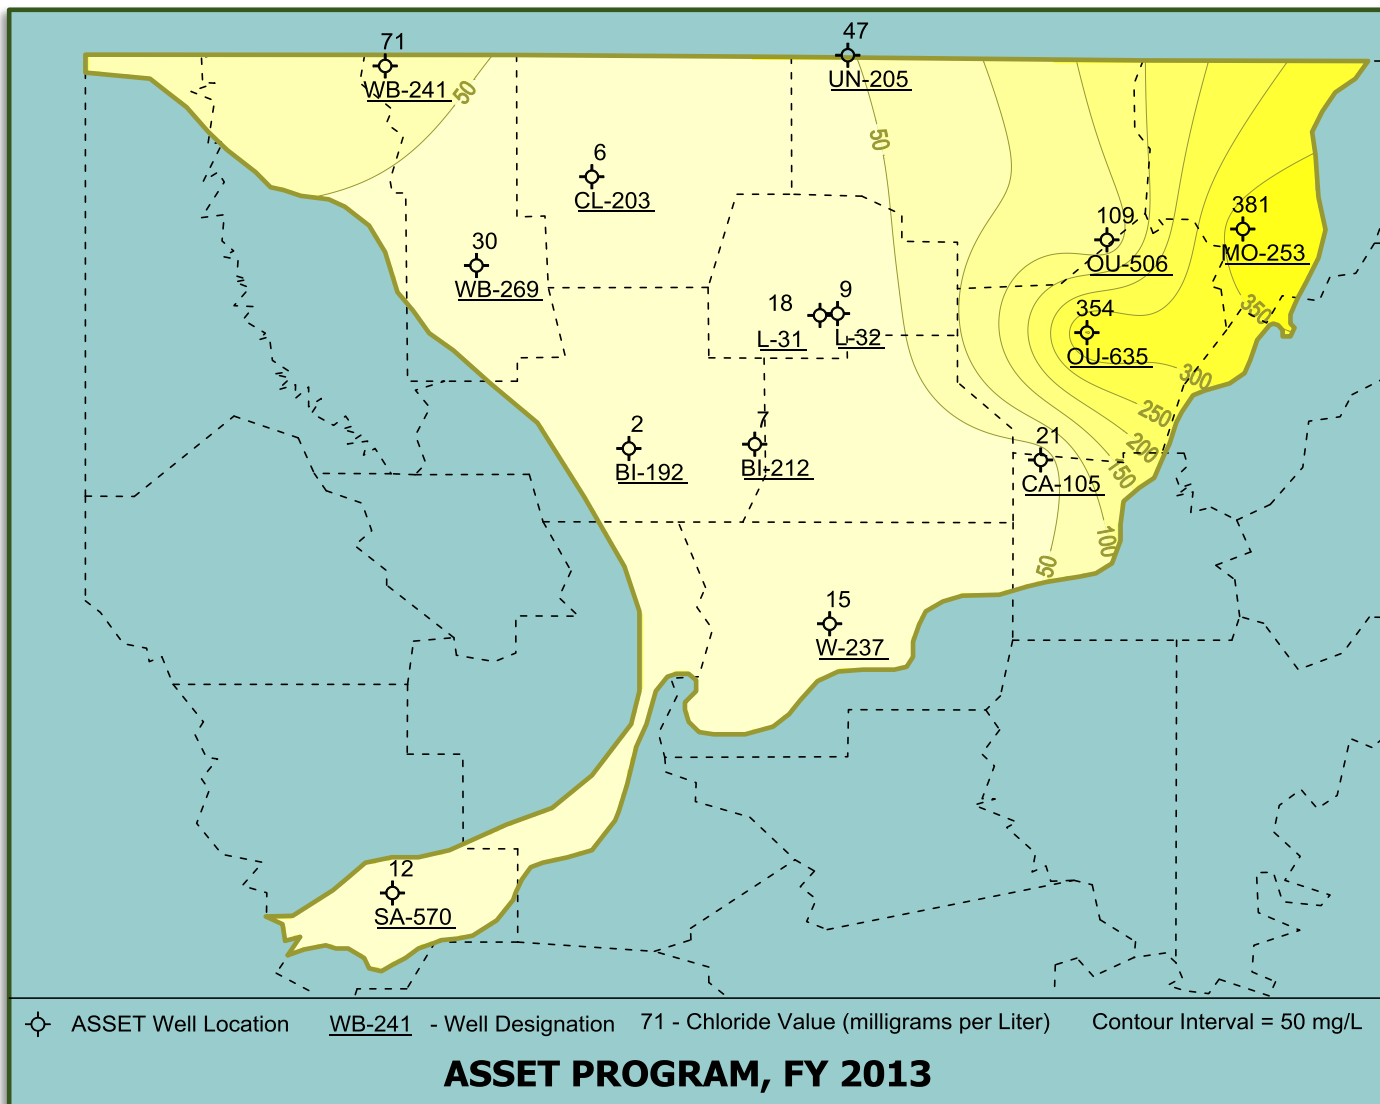 71
WB-241
50
47
UN-205
50
6
CL-203
30
WB-269
109
OU-506
381
MO-253
18
L-31
9
L-32
350
354
OU-635
300
250
200
150
100
50
2
BI-192
7
BI-212
21
CA-105
15
W-237
12
SA-570
ASSET Well Location WB-241 - Well Designation 71 - Chloride Value (milligrams per Liter) Contour Interval = 50 mg/L
ASSET PROGRAM, FY 2013